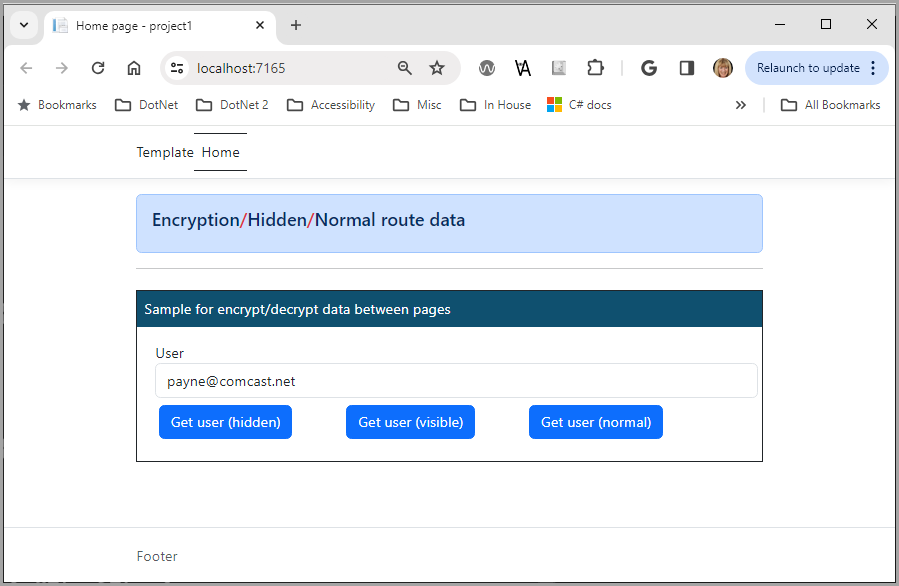 Home page - project1
localhost:7165
Relaunch to update
Bookmarks DotNet DotNet 2 Accessibility Misc In House C# docs » All Bookmarks
Template Home
Encryption/Hidden/Normal route data
Sample for encrypt/decrypt data between pages
User
payne@comcast.net
Get user (hidden) Get user (visible) Get user (normal)
Footer